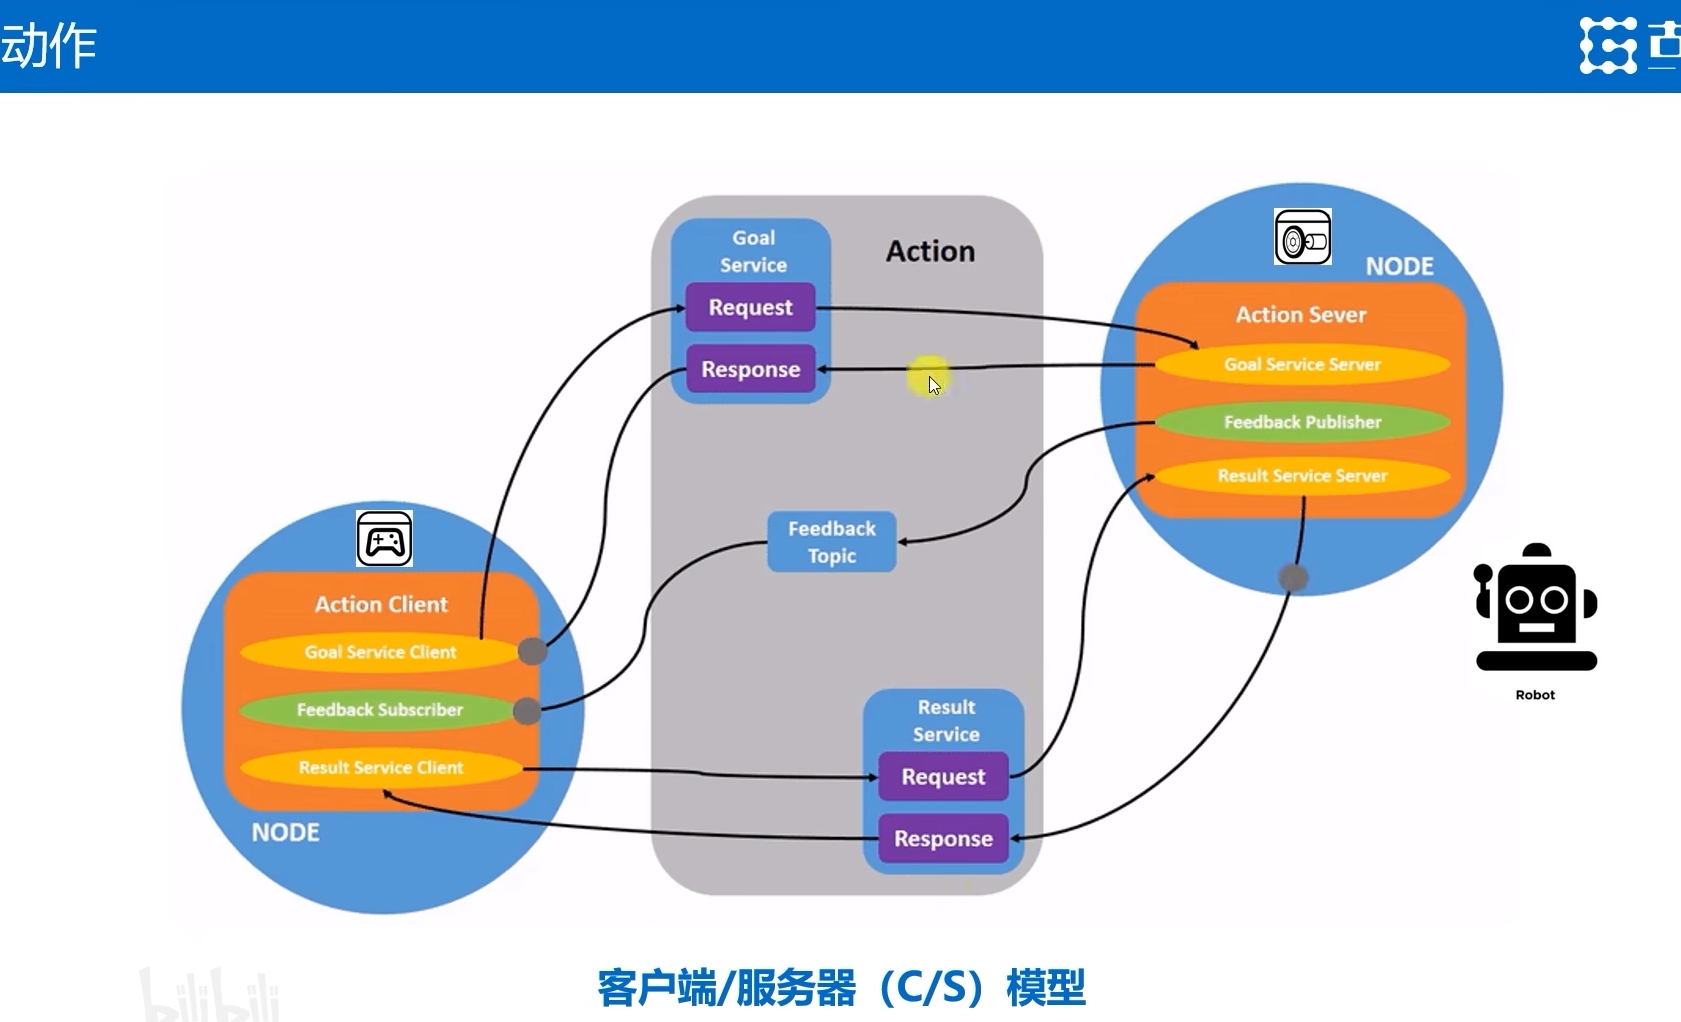 动作
古
Goal
Service
Request
Response
Action
NODE
Action Sever
Goal Service Server
Feedback Publisher
Result Service Server
Feedback
Topic
Action Client
Goal Service Client
Feedback Subscriber
Result Service Client
NODE
Result
Service
Request
Response
Robot
客户端/服务器（C/S）模型
bilibili